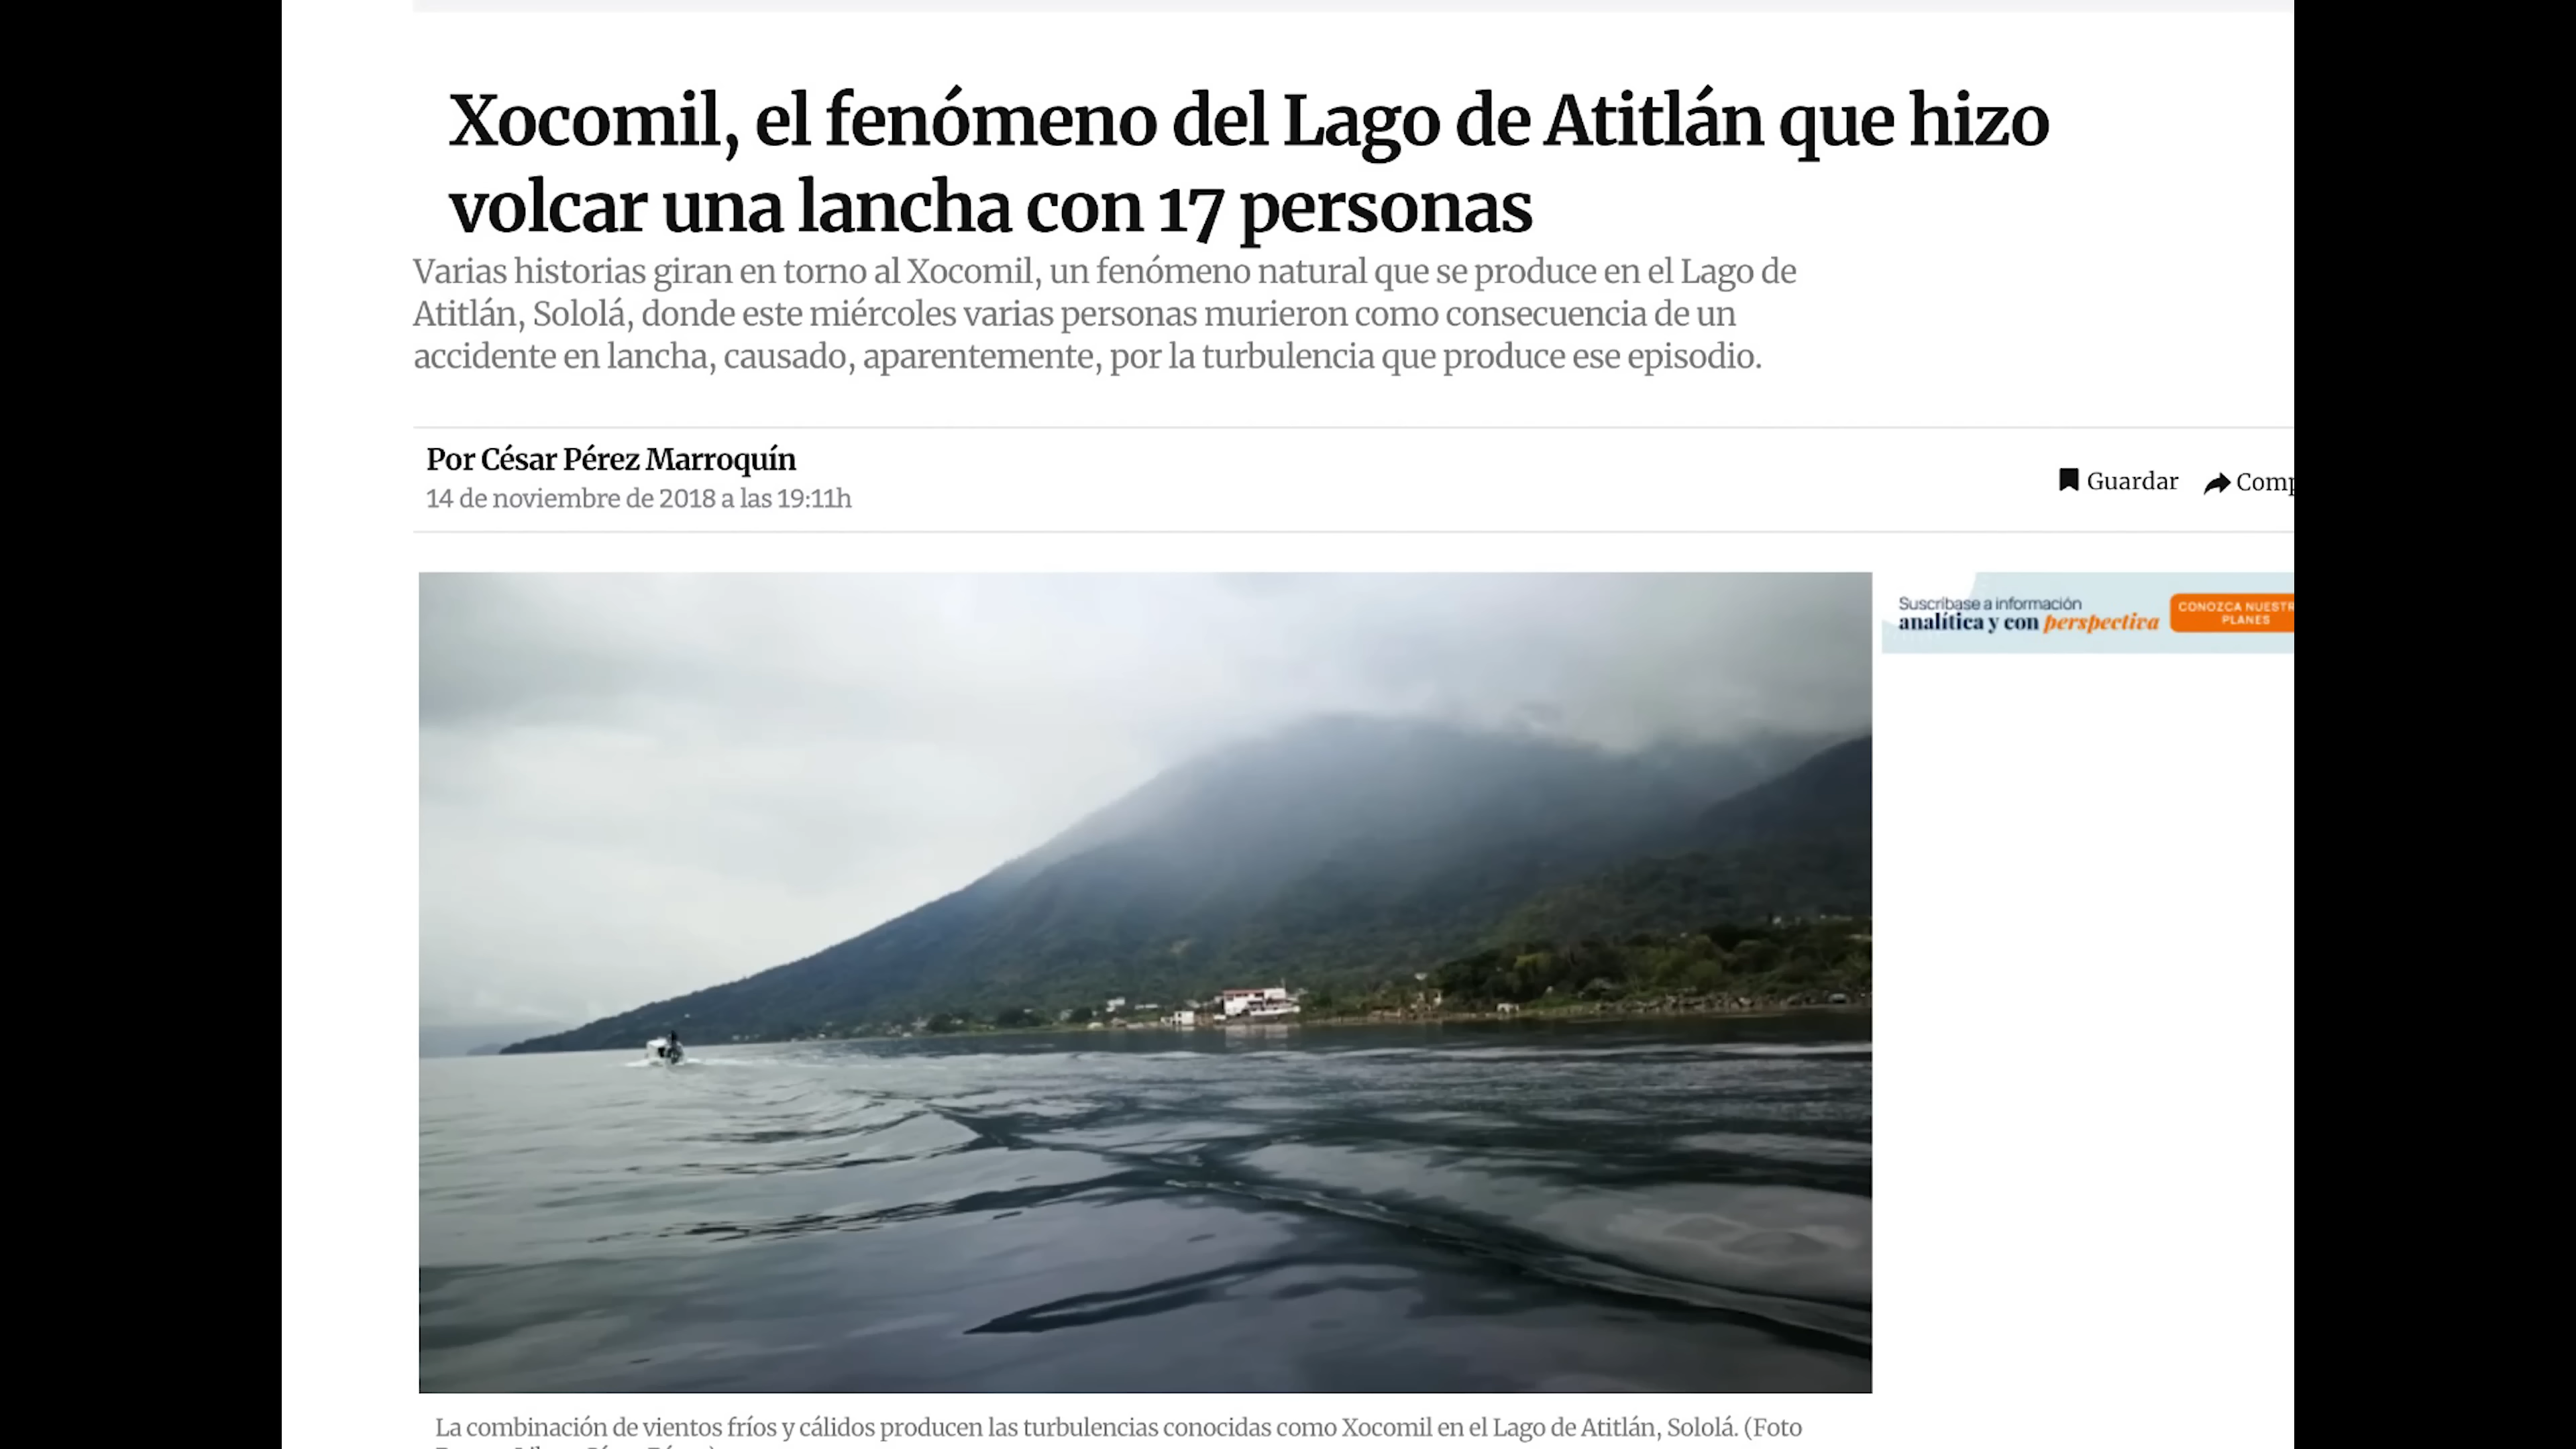 Xocomil, el fenómeno del Lago de Atitlán que hizo
volcar una lancha con 17 personas
Varias historias giran en torno al Xocomil, un fenómeno natural que se produce en el Lago de
Atitlán, Sololá, donde este miércoles varias personas murieron como consecuencia de un
accidente en lancha, causado, aparentemente, por la turbulencia que produce ese episodio.
Por César Pérez Marroquín
14 de noviembre de 2018 a las 19:11h
Guardar
Comp
Suscríbase a información
analítica y con perspectiva
CONOZCA NUESTR
PLANES
La combinación de vientos fríos y cálidos producen las turbulencias conocidas como Xocomil en el Lago de Atitlán, Sololá. (Foto